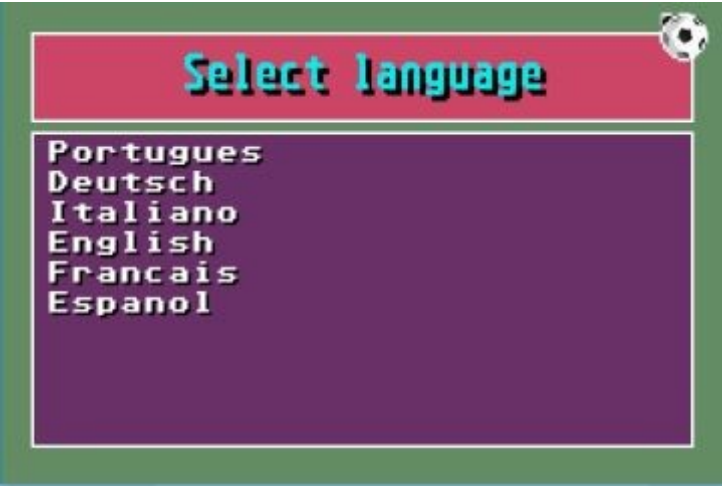 Select language
Portugues
Deutsch
Italiano
English
Francais
Espanol